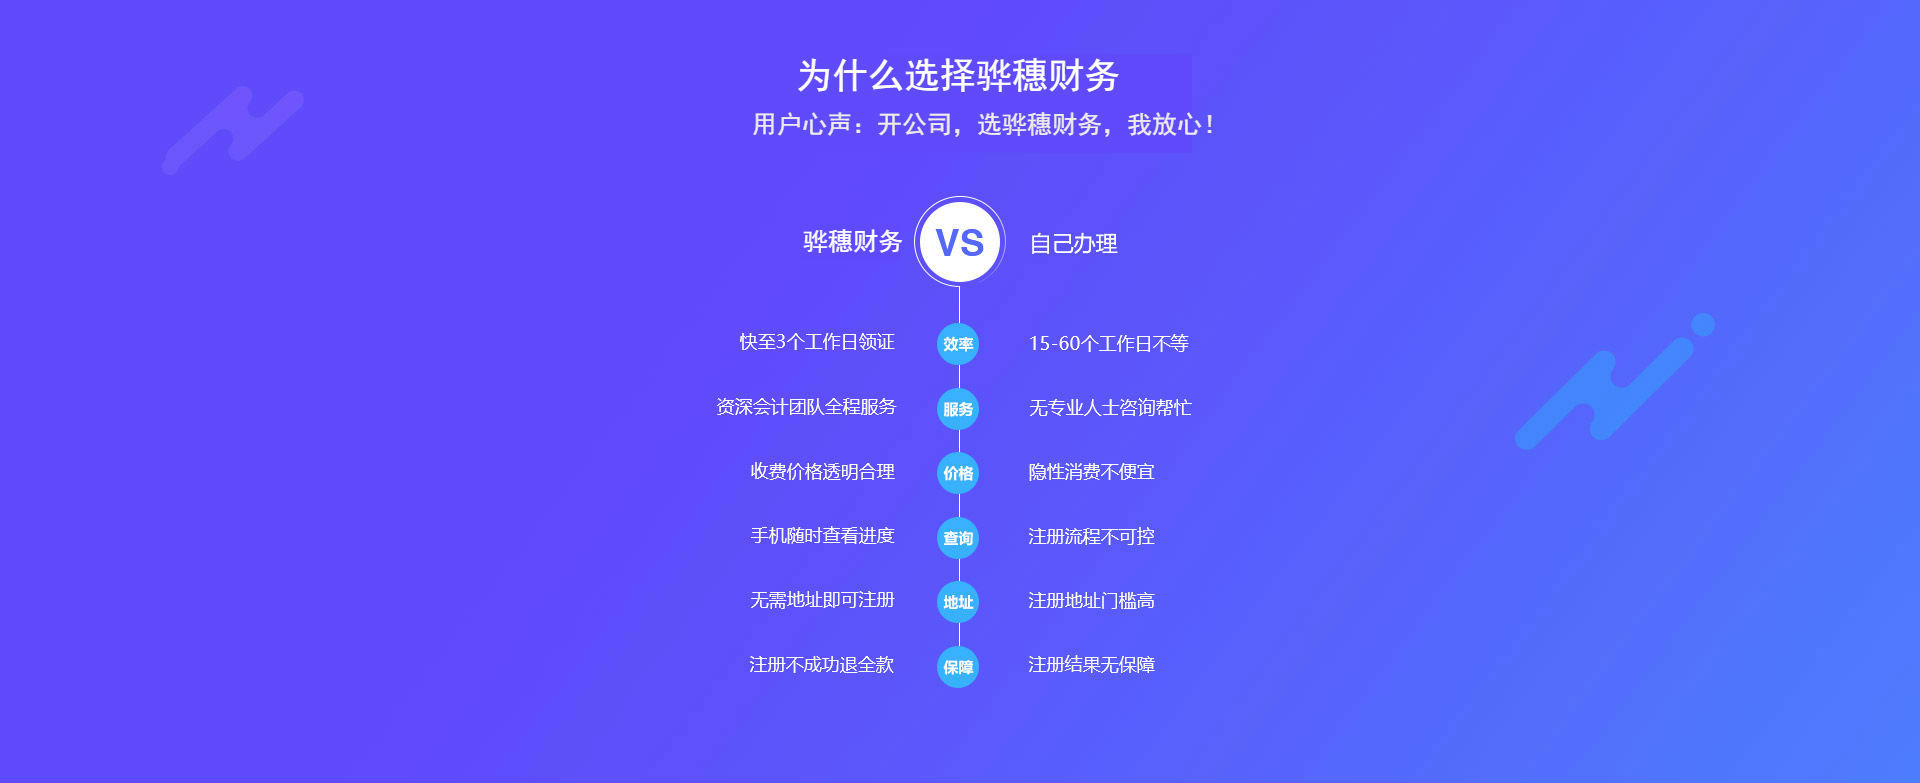 为什么选择骅穗财务
用户心声：开公司，选骅穗财务，我放心！
骅穗财务 VS 自己办理
快至3个工作日领证 效率 15-60个工作日不等
资深会计团队全程服务 服务 无专业人士咨询帮忙
收费价格透明合理 价格 隐性消费不便宜
手机随时查看进度 查询 注册流程不可控
无需地址即可注册 地址 注册地址门槛高
注册不成功退全款 保障 注册结果无保障